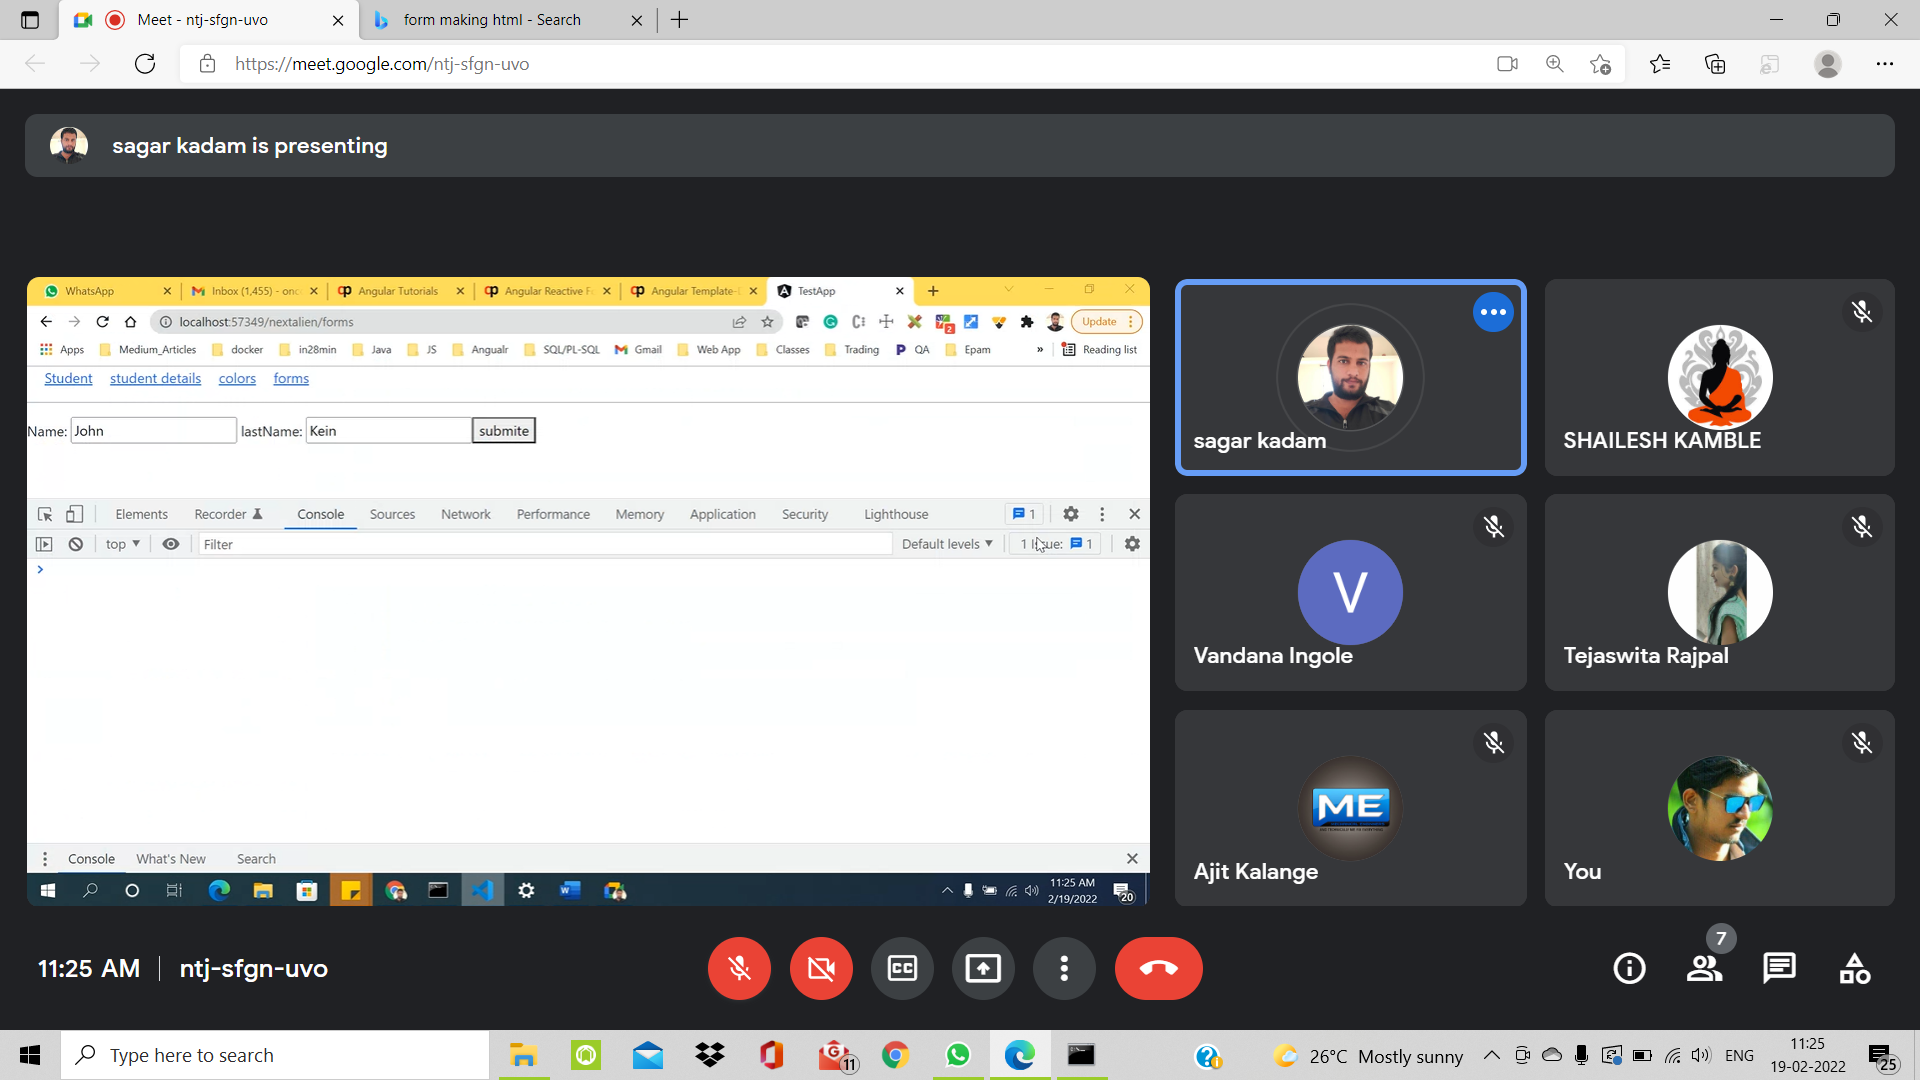 Meet - ntj-sfgn-uvo
form making html - Search
https://meet.google.com/ntj-sfgn-uvo
sagar kadam is presenting
WhatsApp
Inbox (1,455) - onc
Angular Tutorials
Angular Reactive F
Angular Template-
TestApp
localhost:57349/nextalien/forms
2
Update
Apps
Medium_Articles
docker
in28min
Java
JS
Angualr
SQL/PL-SQL
Gmail
Web App
Classes
Trading
QA
Epam
»
Reading list
Student
student details
colors
forms
Name: John lastName: Kein submite
Elements
Recorder
Console
Sources
Network
Performance
Memory
Application
Security
Lighthouse
1
top
Filter
Default levels
1
Console
What's New
Search
11:25 AM
2/19/2022
20
sagar kadam
SHAILESH KAMBLE
V
Vandana Ingole
Tejaswita Rajpal
ME
Ajit Kalange
You
11:25 AM
ntj-sfgn-uvo
CC
7
Type here to search
11
26°C Mostly sunny
ENG
11:25
19-02-2022
25